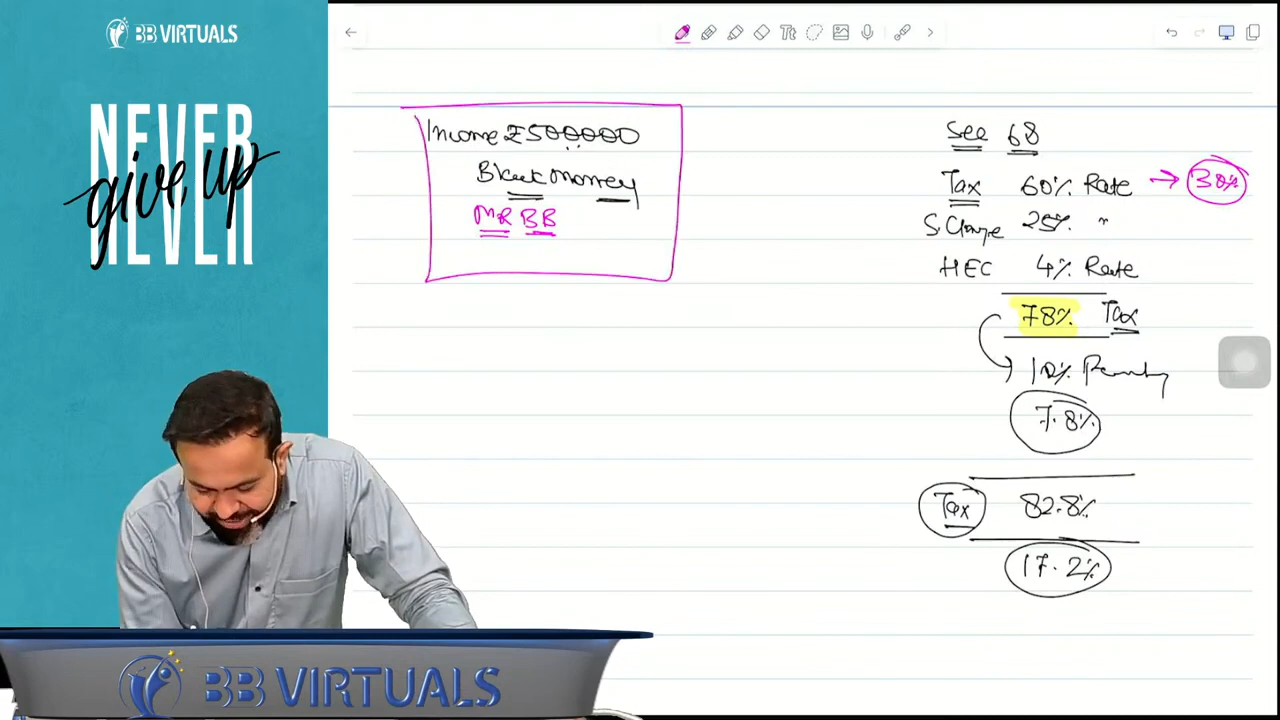 BB VIRTUALS
NEVER
give up
NEVER
Income ₹500000
Black Money
MR BB
Sec 68
Tax 60% Rate → 30%
S.Charge 25% "
HEC 4% Rate
78% Tax
10% Penalty
7.8%
Tax 82.8%
17.2%
BB VIRTUALS